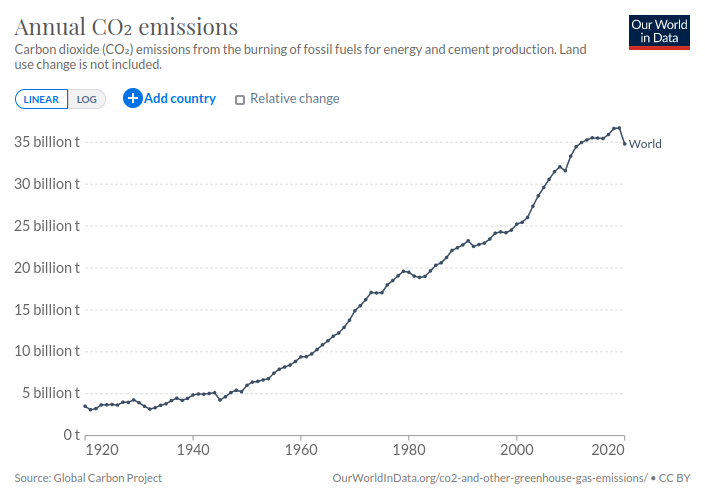 Annual CO₂ emissions
Our World
in Data
Carbon dioxide (CO₂) emissions from the burning of fossil fuels for energy and cement production. Land
use change is not included.
LINEAR LOG + Add country Relative change
35 billion t
World
30 billion t
25 billion t
20 billion t
15 billion t
10 billion t
5 billion t
0 t
1920 1940 1960 1980 2000 2020
Source: Global Carbon Project OurWorldInData.org/co2-and-other-greenhouse-gas-emissions/ • CC BY